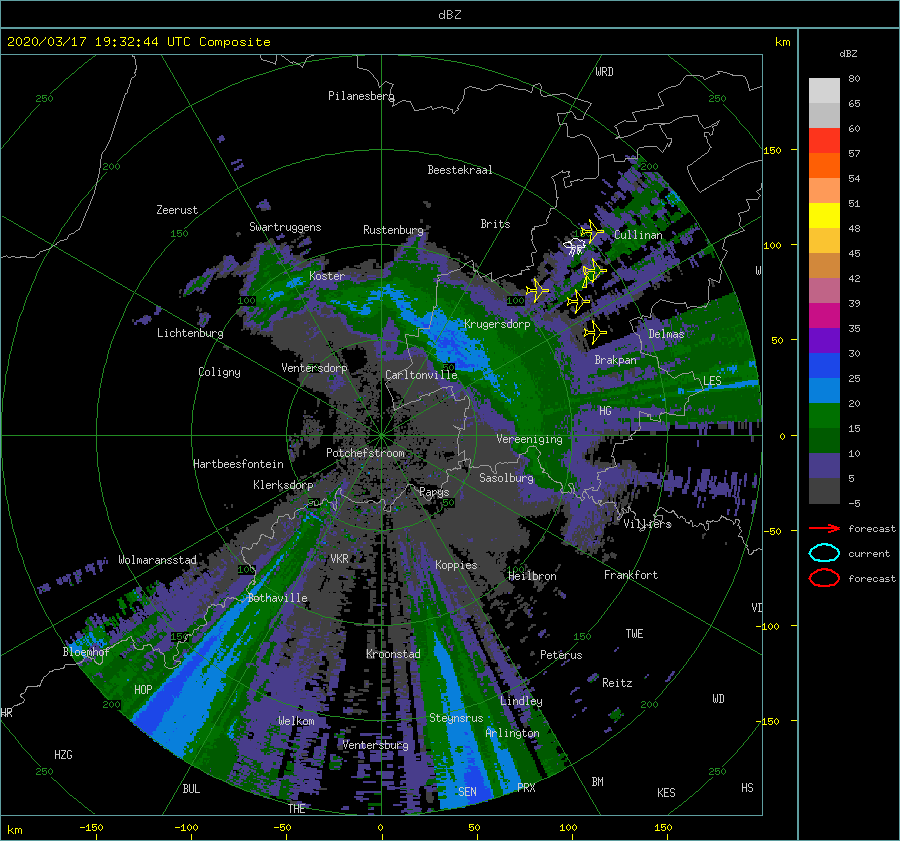 dBZ
2020/03/17 19:32:44 UTC Composite
km
dBZ
WRD
250
250
Pilanesberg
80
65
60
57
54
51
48
45
42
39
35
30
25
20
15
10
5
-5
150
200
200
Beestekraal
Zeerust
150
Swartruggens
Rustenburg
Brits
Cullinan
100
W
Koster
100
100
Krugersdorp
Lichtenburg
Delmas
50
Brakpan
Coligny
Ventersdorp
Carltonville
50
LES
HG
0
Vereeniging
Potchefstroom
Hartbeesfontein
Klerksdorp
Sasolburg
Parys
50
50
Villiers
-50
forecast
current
forecast
Wolmaransstad
VKR
Koppies
100
100
Heilbron
Frankfort
Bothaville
VD
-100
150
150
TWE
Bloemhof
Kroonstad
Peterus
HOP
Reitz
WD
Lindley
200
200
HR
Welkom
Steynsrus
-150
Arlington
Ventersburg
HZG
250
250
BUL
SEN
PRX
BM
KES
HS
THE
km
-150
-100
-50
0
50
100
150